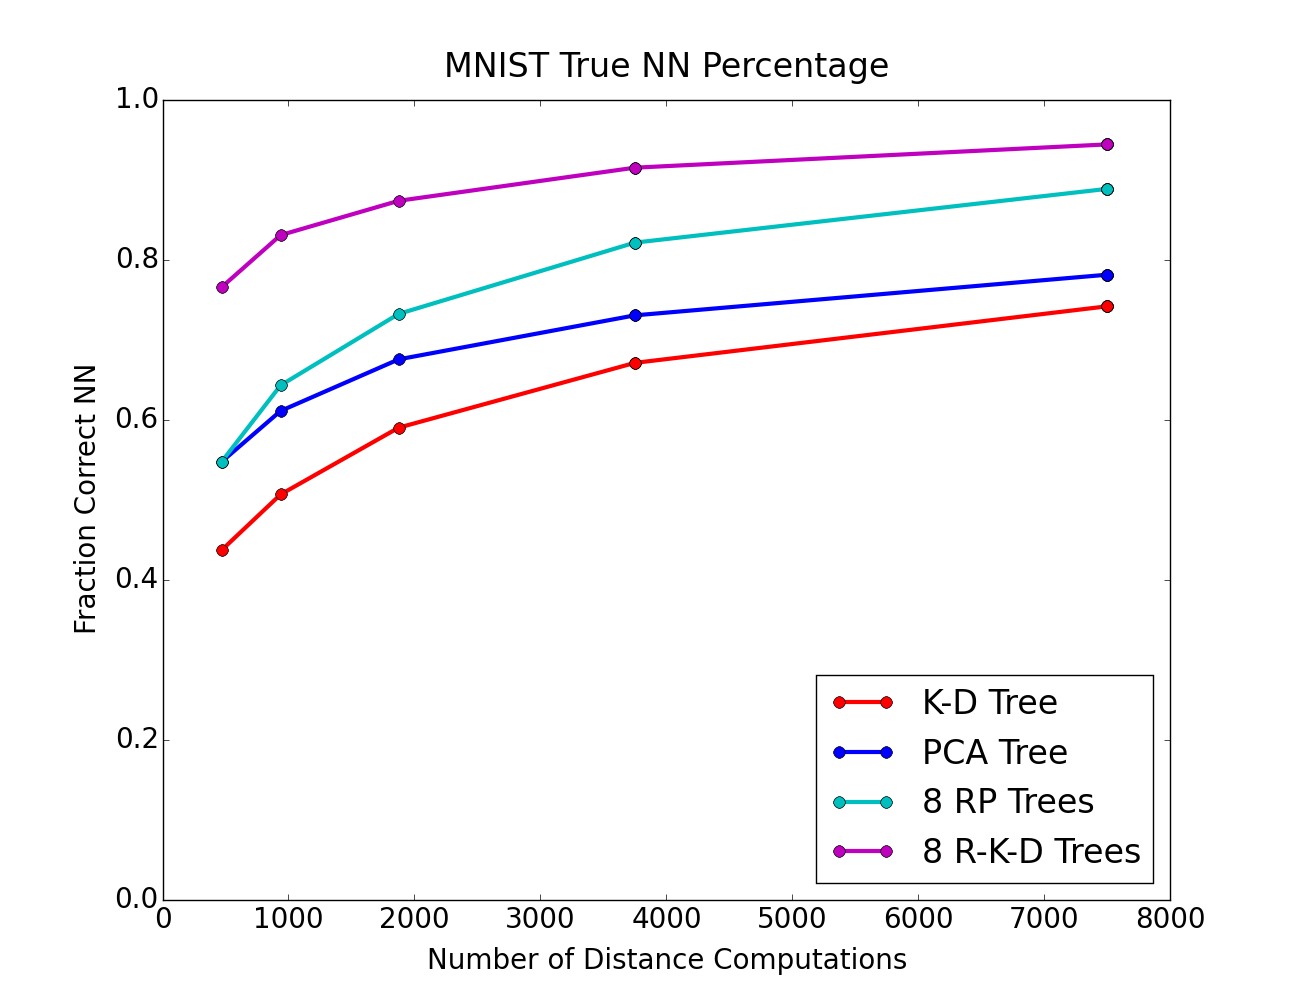 MNIST True NN Percentage
1.0
0.8
0.6
0.4
0.2
0.0
Fraction Correct NN
0 1000 2000 3000 4000 5000 6000 7000 8000
Number of Distance Computations
K-D Tree
PCA Tree
8 RP Trees
8 R-K-D Trees